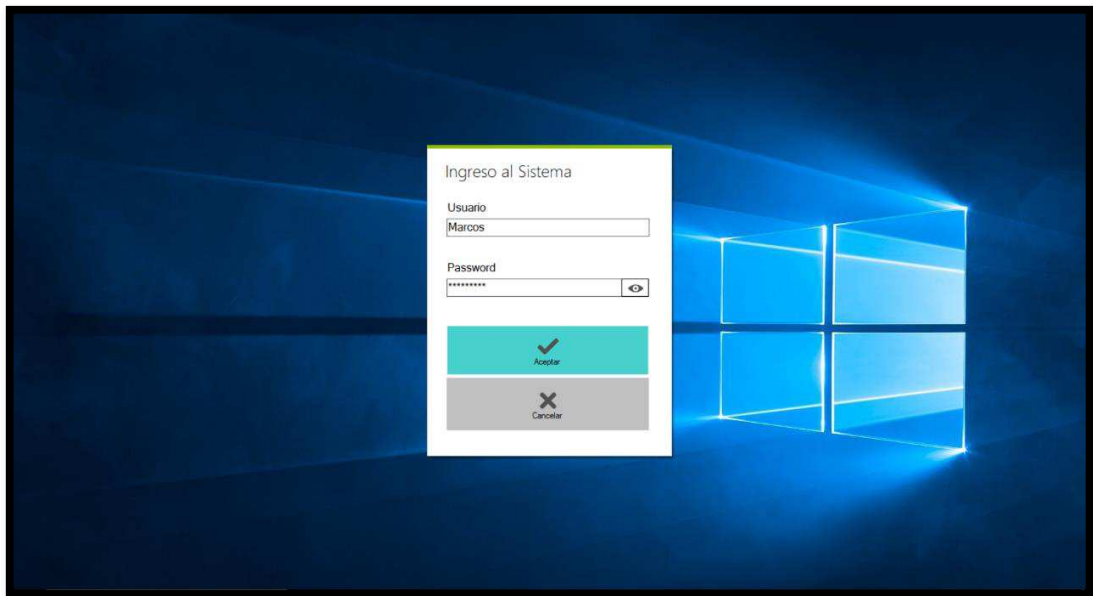 Ingreso al Sistema
Usuario
Marcos
Password
*********
Aceptar
Cancelar